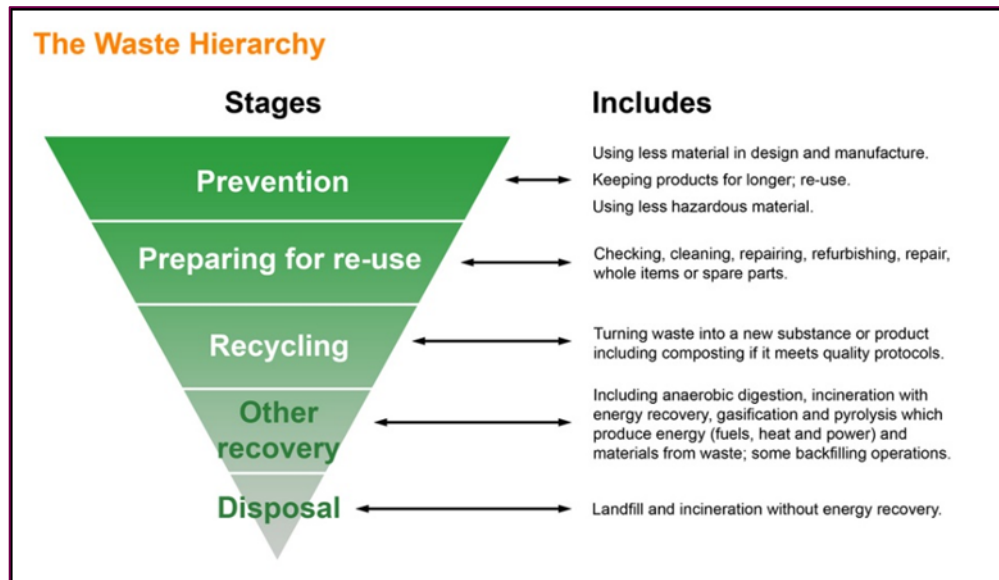 The Waste Hierarchy
Stages
Includes
Prevention
Using less material in design and manufacture.
Keeping products for longer; re-use.
Using less hazardous material.
Preparing for re-use
Checking, cleaning, repairing, refurbishing, repair,
whole items or spare parts.
Recycling
Turning waste into a new substance or product
including composting if it meets quality protocols.
Other
recovery
Including anaerobic digestion, incineration with
energy recovery, gasification and pyrolysis which
produce energy (fuels, heat and power) and
materials from waste; some backfilling operations.
Disposal
Landfill and incineration without energy recovery.